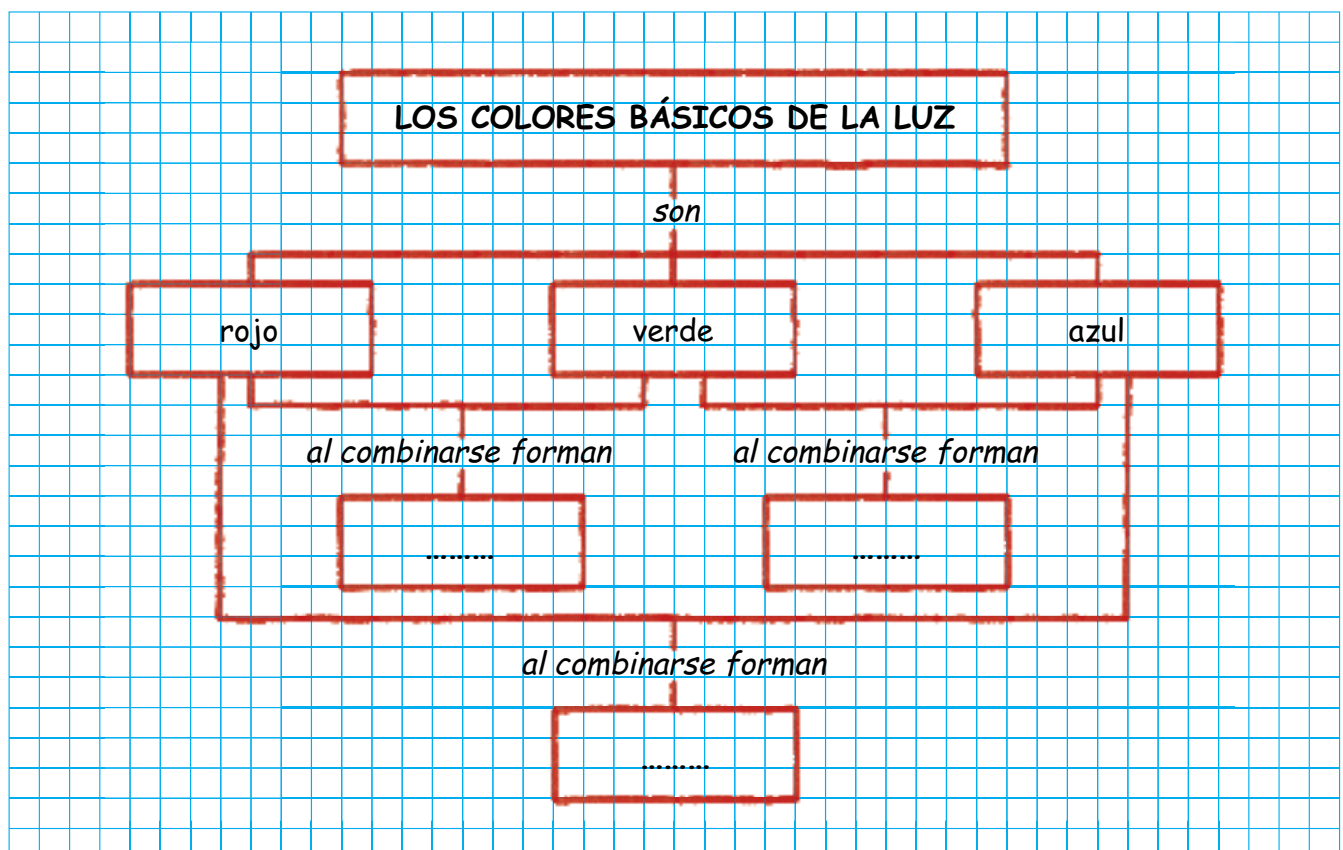 LOS COLORES BÁSICOS DE LA LUZ
son
rojo
verde
azul
al combinarse forman
al combinarse forman
.........
.........
al combinarse forman
.........